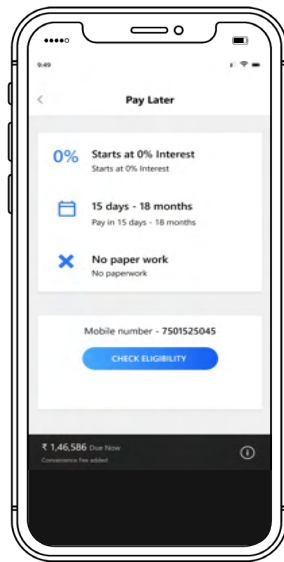 9:49
Pay Later
0%
Starts at 0% Interest
Starts at 0% Interest
15 days - 18 months
Pay in 15 days - 18 months
No paper work
No paperwork
Mobile number - 7501525045
CHECK ELIGIBILITY
₹ 1,46,586 Due Now
Convenience Fee added